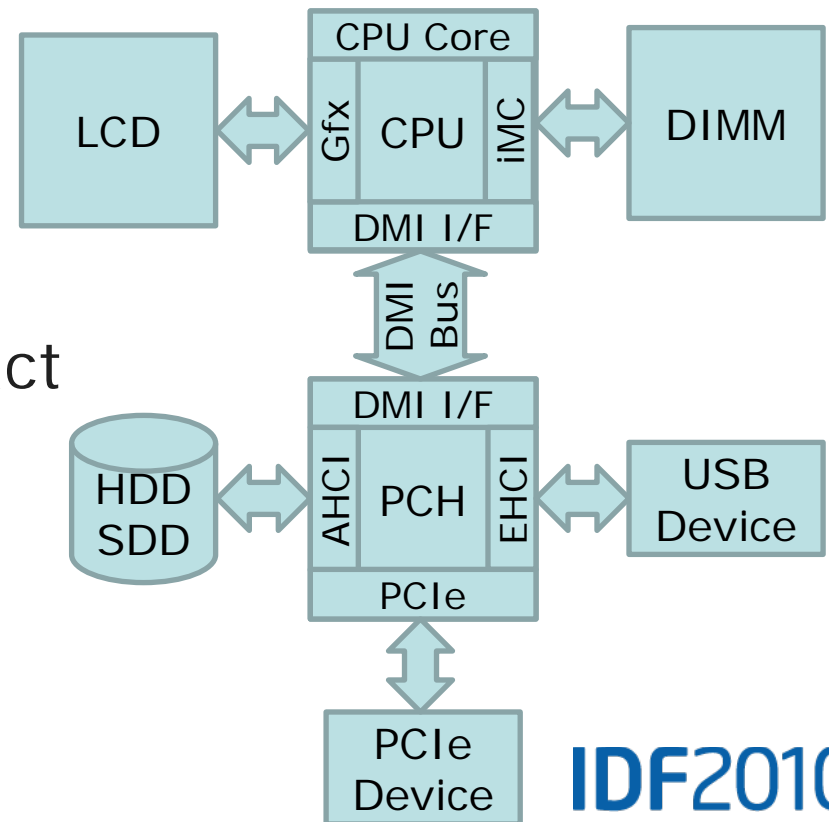 CPU Core
LCD
Gfx
CPU
iMC
DIMM
DMI I/F
DMI
Bus
ct
DMI I/F
HDD
SDD
AHCI
PCH
EHCI
USB
Device
PCIe
PCIe
Device
IDF2010